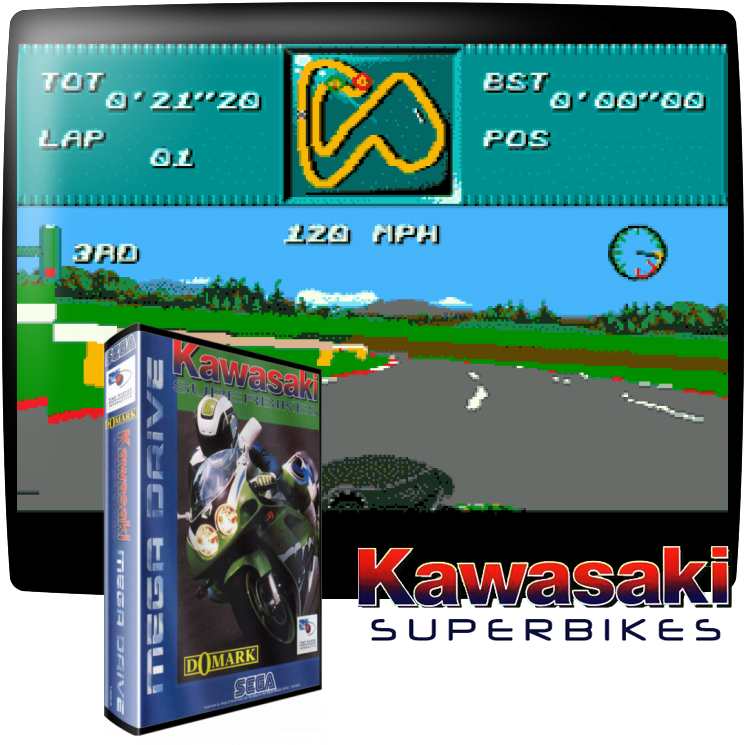 TOT
0'21"20
BST
0'00"00
LAP
01
POS
120 MPH
3RD
SEGA
DOMARK
Kawasaki
MEGA DRIVE
MEGA DRIVE
Kawasaki
SUPERBIKES
DOMARK
SEGA
Kawasaki
SUPERBIKES